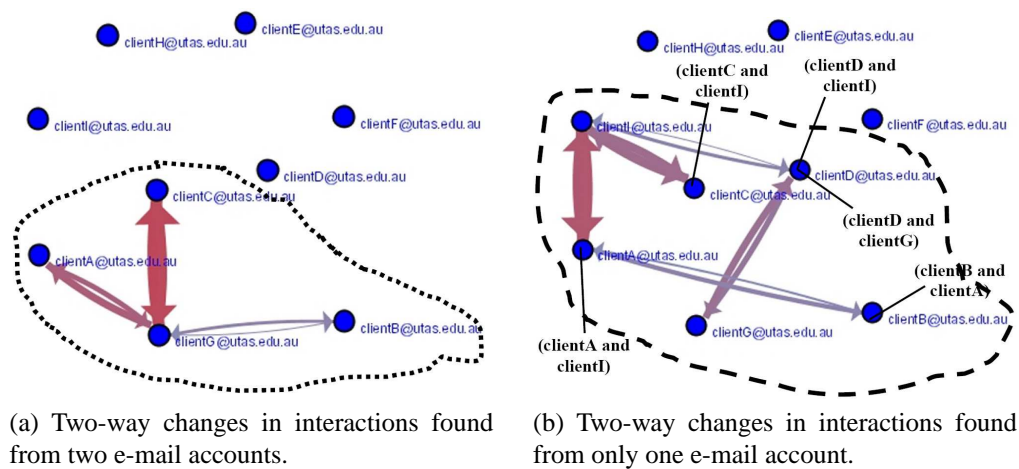 clientH@utas.edu.au
clientE@utas.edu.au
clientI@utas.edu.au
clientF@utas.edu.au
clientD@utas.edu.au
clientC@utas.edu.au
clientA@utas.edu.au
clientG@utas.edu.au
clientB@utas.edu.au
(a) Two-way changes in interactions found
from two e-mail accounts.
clientH@utas.edu.au
clientE@utas.edu.au
(clientC and
clientI)
(clientD and
clientI)
clientI@utas.edu.au
clientF@utas.edu.au
clientD@utas.edu.au
clientC@utas.edu.au
(clientD and
clientG)
clientA@utas.edu.au
(clientB and
clientA)
clientB@utas.edu.au
clientG@utas.edu.au
(clientA and
clientI)
(b) Two-way changes in interactions found
from only one e-mail account.